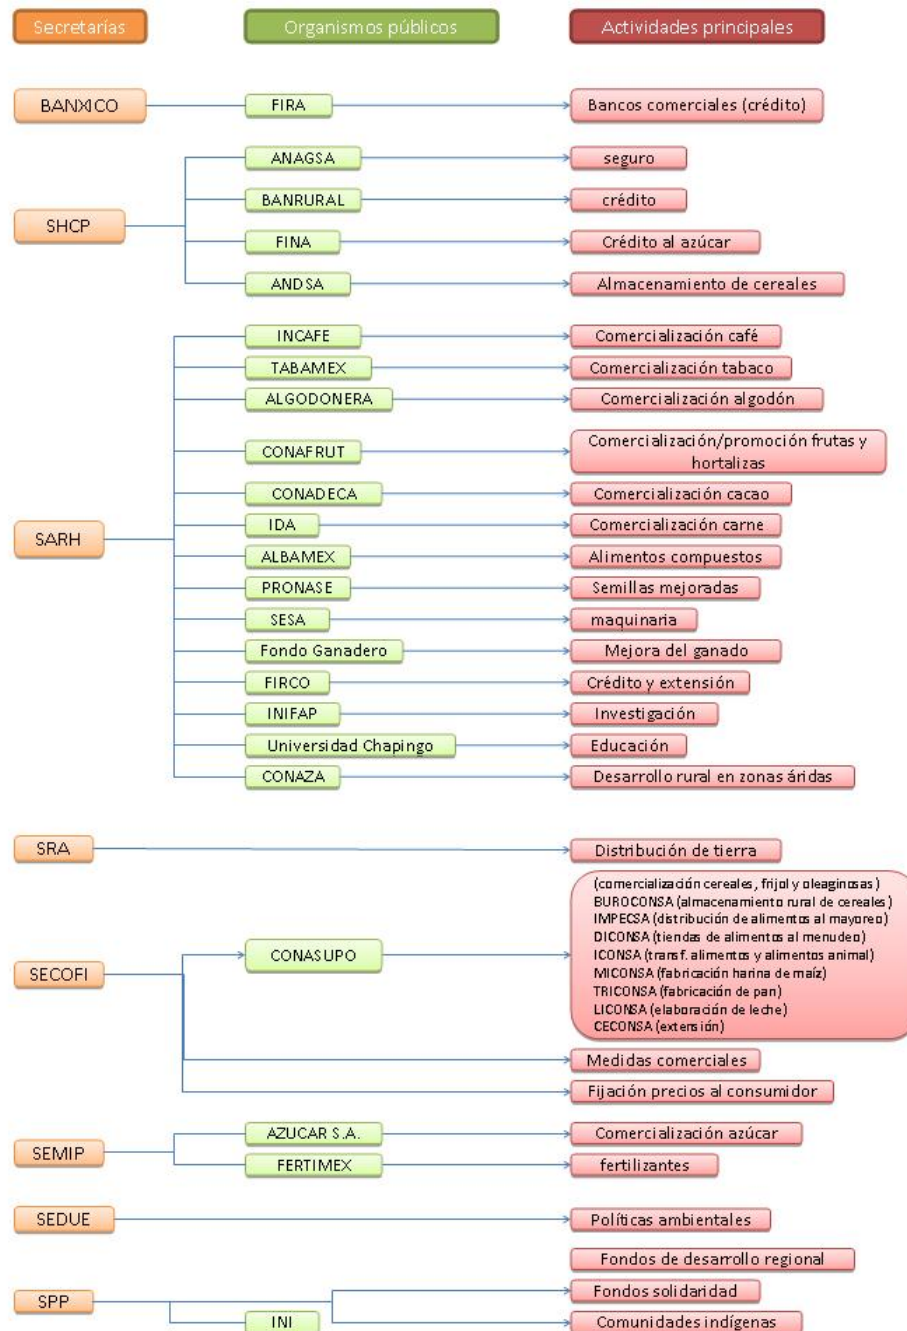 Secretarías Organismos públicos Actividades principales
BANXICO FIRA Bancos comerciales (crédito)
ANAGSA seguro
BANRURAL crédito
SHCP
FINA Crédito al azúcar
ANDSA Almacenamiento de cereales
INCAFE Comercialización café
TABAMEX Comercialización tabaco
ALGODONERA Comercialización algodón
CONAFRUT Comercialización/promoción frutas y
hortalizas
CONADECA Comercialización cacao
IDA Comercialización carne
SARH
ALBAMEX Alimentos compuestos
PRONASE Semillas mejoradas
SESA maquinaria
Fondo Ganadero Mejora del ganado
FIRCO Crédito y extensión
INIFAP Investigación
Universidad Chapingo Educación
CONAZA Desarrollo rural en zonas áridas
SRA Distribución de tierra
SECOFI CONASUPO
(comercialización cereales, frijol y oleaginosas)
BUROCONSA (almacenamiento rural de cereales)
IMPECSA (distribución de alimentos al mayoreo)
DICONSA (tiendas de alimentos al menudeo)
ICONSA (transf. alimentos y alimentos animal)
MICONSA (fabricación harina de maíz)
TRICONSA (fabricación de pan)
LICONSA (elaboración de leche)
CECONSA (extensión)
Medidas comerciales
Fijación precios al consumidor
AZUCAR S.A. Comercialización azúcar
SEMIP
FERTIMEX fertilizantes
SEDUE Políticas ambientales
Fondos de desarrollo regional
Fondos solidaridad
SPP
INI Comunidades indígenas